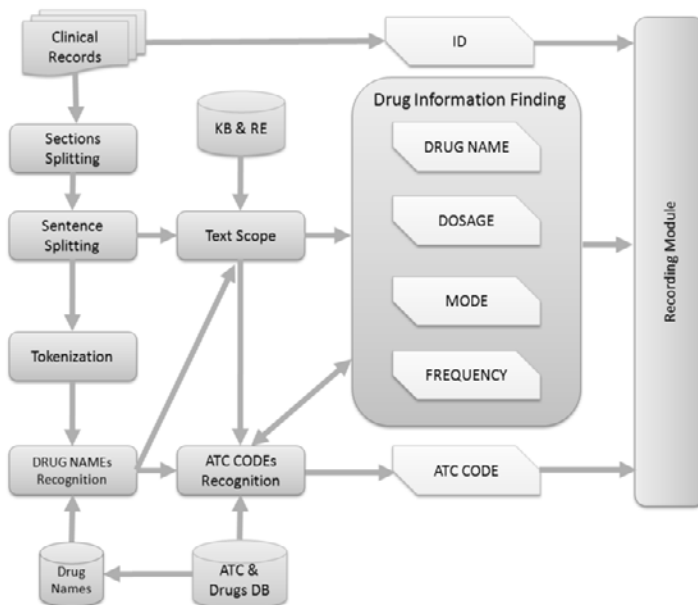 Clinical
Records
ID
Drug Information Finding
KB & RE
DRUG NAME
Sections
Splitting
DOSAGE
Sentence
Splitting
Text Scope
Recording Module
MODE
Tokenization
FREQUENCY
DRUG NAMEs
Recognition
ATC CODEs
Recognition
ATC CODE
Drug
Names
ATC &
Drugs DB